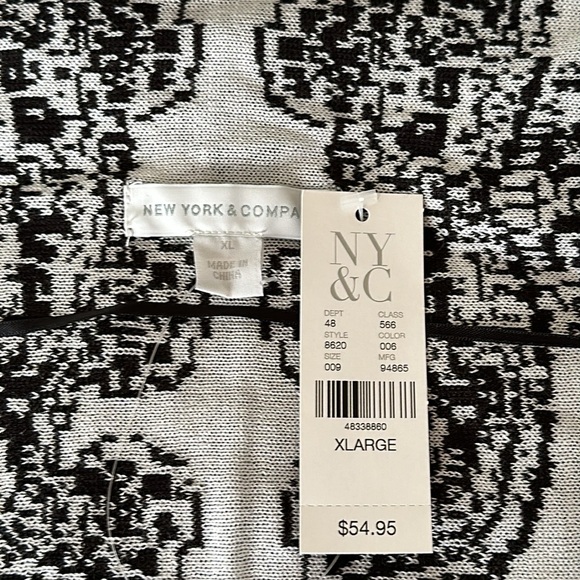 NEW YORK & COMPA
XL
MADE IN
CHINA
NY
&C
DEPT CLASS
48 566
STYLE COLOR
8620 006
SIZE MFG
009 94865
48338860
XLARGE
$54.95